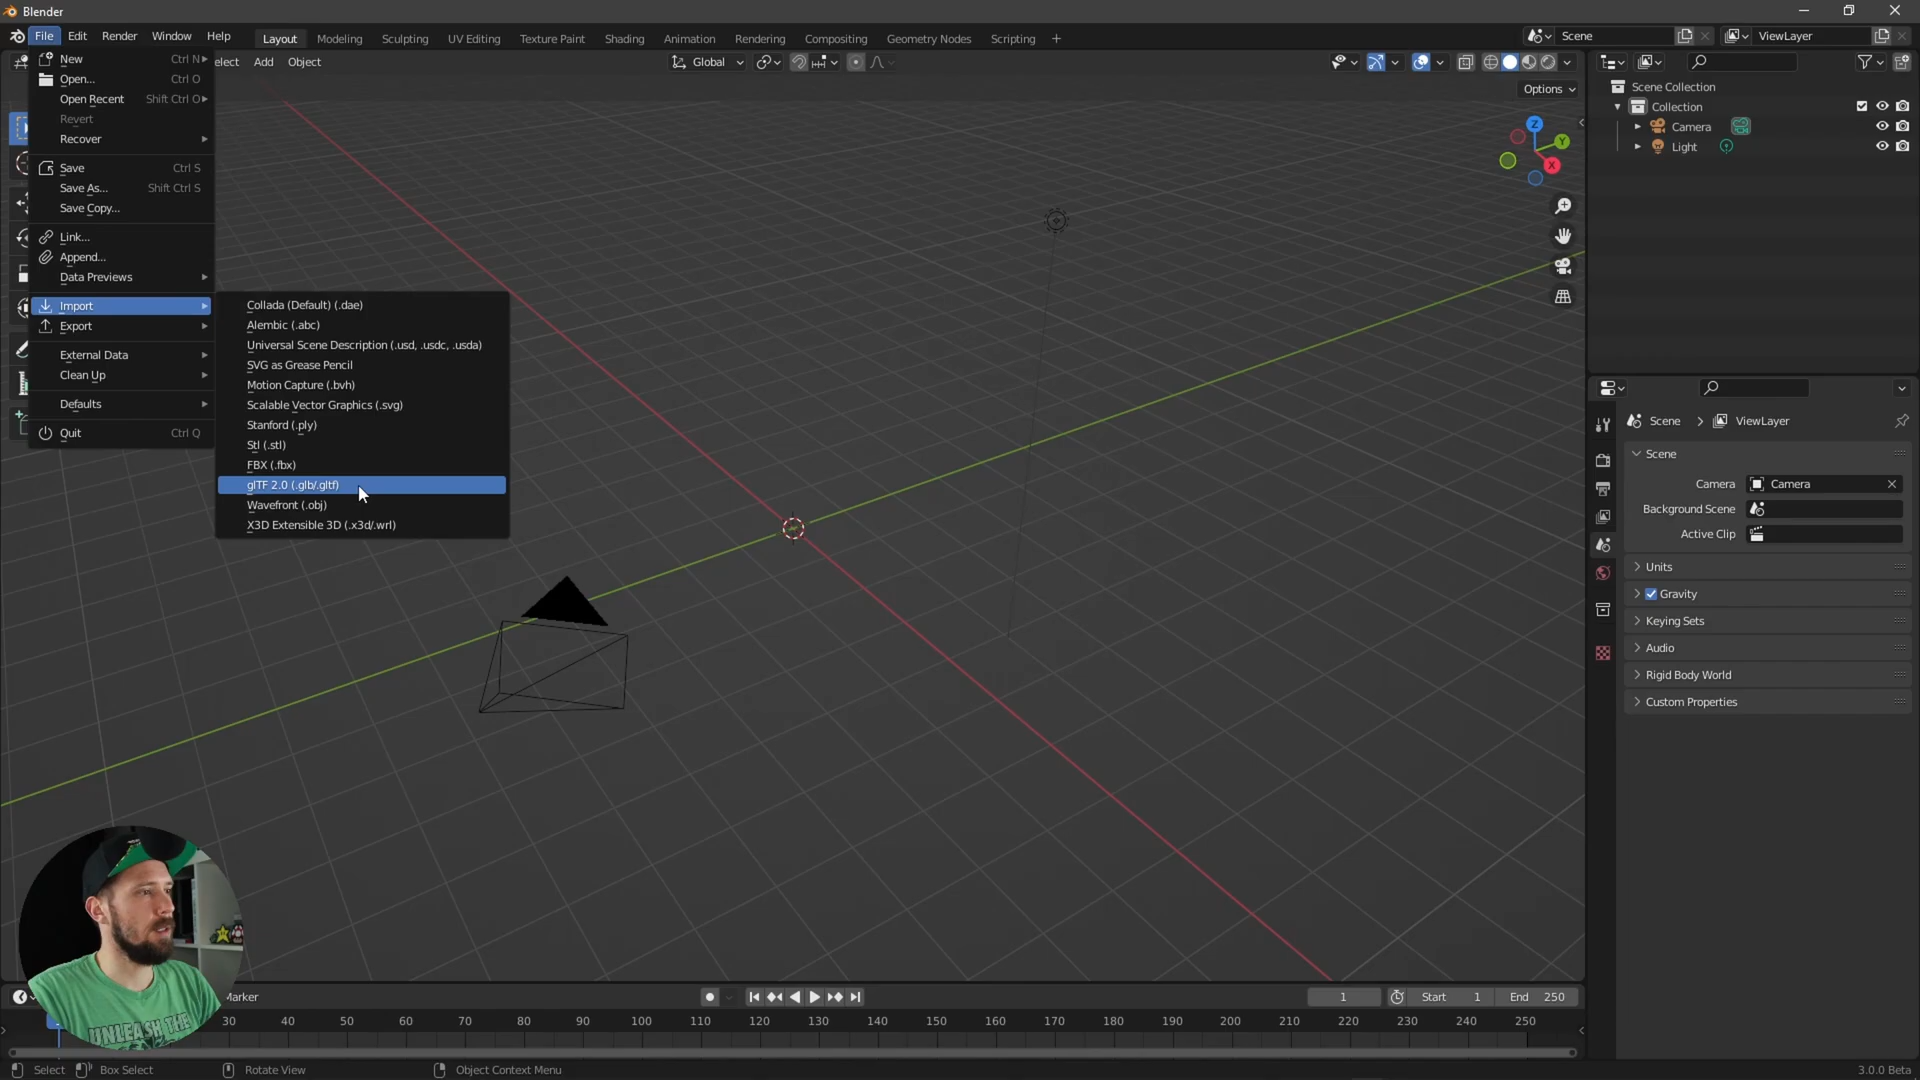 Blender
File Edit Render Window Help
Layout Modeling Sculpting UV Editing Texture Paint Shading Animation Rendering Compositing Geometry Nodes Scripting +
Scene
ViewLayer
elect Add Object
Global
Options
New Ctrl N
Open... Ctrl O
Open Recent Shift Ctrl O
Revert
Recover
Save Ctrl S
Save As... Shift Ctrl S
Save Copy...
Link...
Append...
Data Previews
Import
Export
External Data
Clean Up
Defaults
Quit Ctrl Q
Collada (Default) (.dae)
Alembic (.abc)
Universal Scene Description (.usd, .usdc, .usda)
SVG as Grease Pencil
Motion Capture (.bvh)
Scalable Vector Graphics (.svg)
Stanford (.ply)
Stl (.stl)
FBX (.fbx)
glTF 2.0 (.glb/.gltf)
Wavefront (.obj)
X3D Extensible 3D (.x3d/.wrl)
Z
Y
X
Scene Collection
Collection
Camera
Light
Scene > ViewLayer
Scene
Camera Camera
Background Scene
Active Clip
Units
Gravity
Keying Sets
Audio
Rigid Body World
Custom Properties
UNLEASH THE
Marker
1 Start 1 End 250
30 40 50 60 70 80 90 100 110 120 130 140 150 160 170 180 190 200 210 220 230 240 250
Select Box Select Rotate View Object Context Menu
3.0.0 Beta